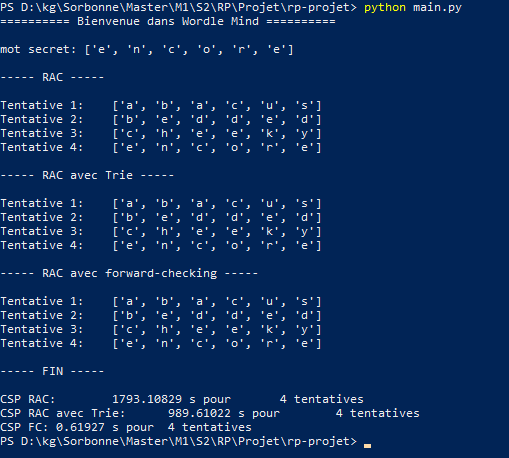 PS D:\kg\Sorbonne\Master\M1\S2\RP\Projet\rp-projet> python main.py
========== Bienvenue dans Wordle Mind ==========
mot secret: ['e', 'n', 'c', 'o', 'r', 'e']
----- RAC -----
Tentative 1: ['a', 'b', 'a', 'c', 'u', 's']
Tentative 2: ['b', 'e', 'd', 'd', 'e', 'd']
Tentative 3: ['c', 'h', 'e', 'e', 'k', 'y']
Tentative 4: ['e', 'n', 'c', 'o', 'r', 'e']
----- RAC avec Trie -----
Tentative 1: ['a', 'b', 'a', 'c', 'u', 's']
Tentative 2: ['b', 'e', 'd', 'd', 'e', 'd']
Tentative 3: ['c', 'h', 'e', 'e', 'k', 'y']
Tentative 4: ['e', 'n', 'c', 'o', 'r', 'e']
----- RAC avec forward-checking -----
Tentative 1: ['a', 'b', 'a', 'c', 'u', 's']
Tentative 2: ['b', 'e', 'd', 'd', 'e', 'd']
Tentative 3: ['c', 'h', 'e', 'e', 'k', 'y']
Tentative 4: ['e', 'n', 'c', 'o', 'r', 'e']
----- FIN -----
CSP RAC: 1793.10829 s pour 4 tentatives
CSP RAC avec Trie: 989.61022 s pour 4 tentatives
CSP FC: 0.61927 s pour 4 tentatives
PS D:\kg\Sorbonne\Master\M1\S2\RP\Projet\rp-projet>